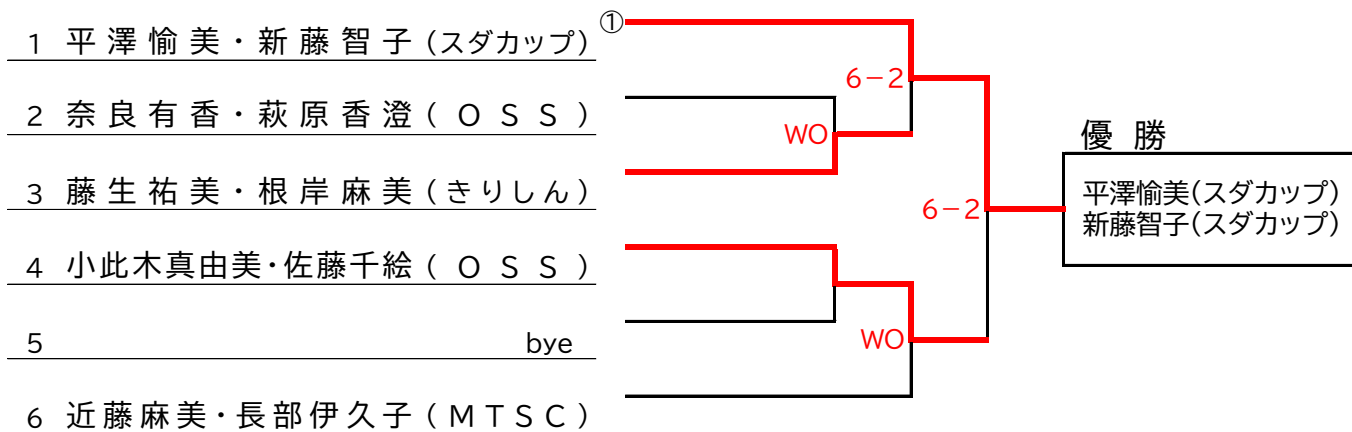 1 平澤愉美・新藤智子(スダカップ) ①
6-2
2 奈良有香・萩原香澄(OSS)
WO
優勝
3 藤生祐美・根岸麻美(きりしん)
平澤愉美(スダカップ)
6-2
新藤智子(スダカップ)
4 小此木真由美・佐藤千絵(OSS)
5 bye
WO
6 近藤麻美・長部伊久子(MTSC)